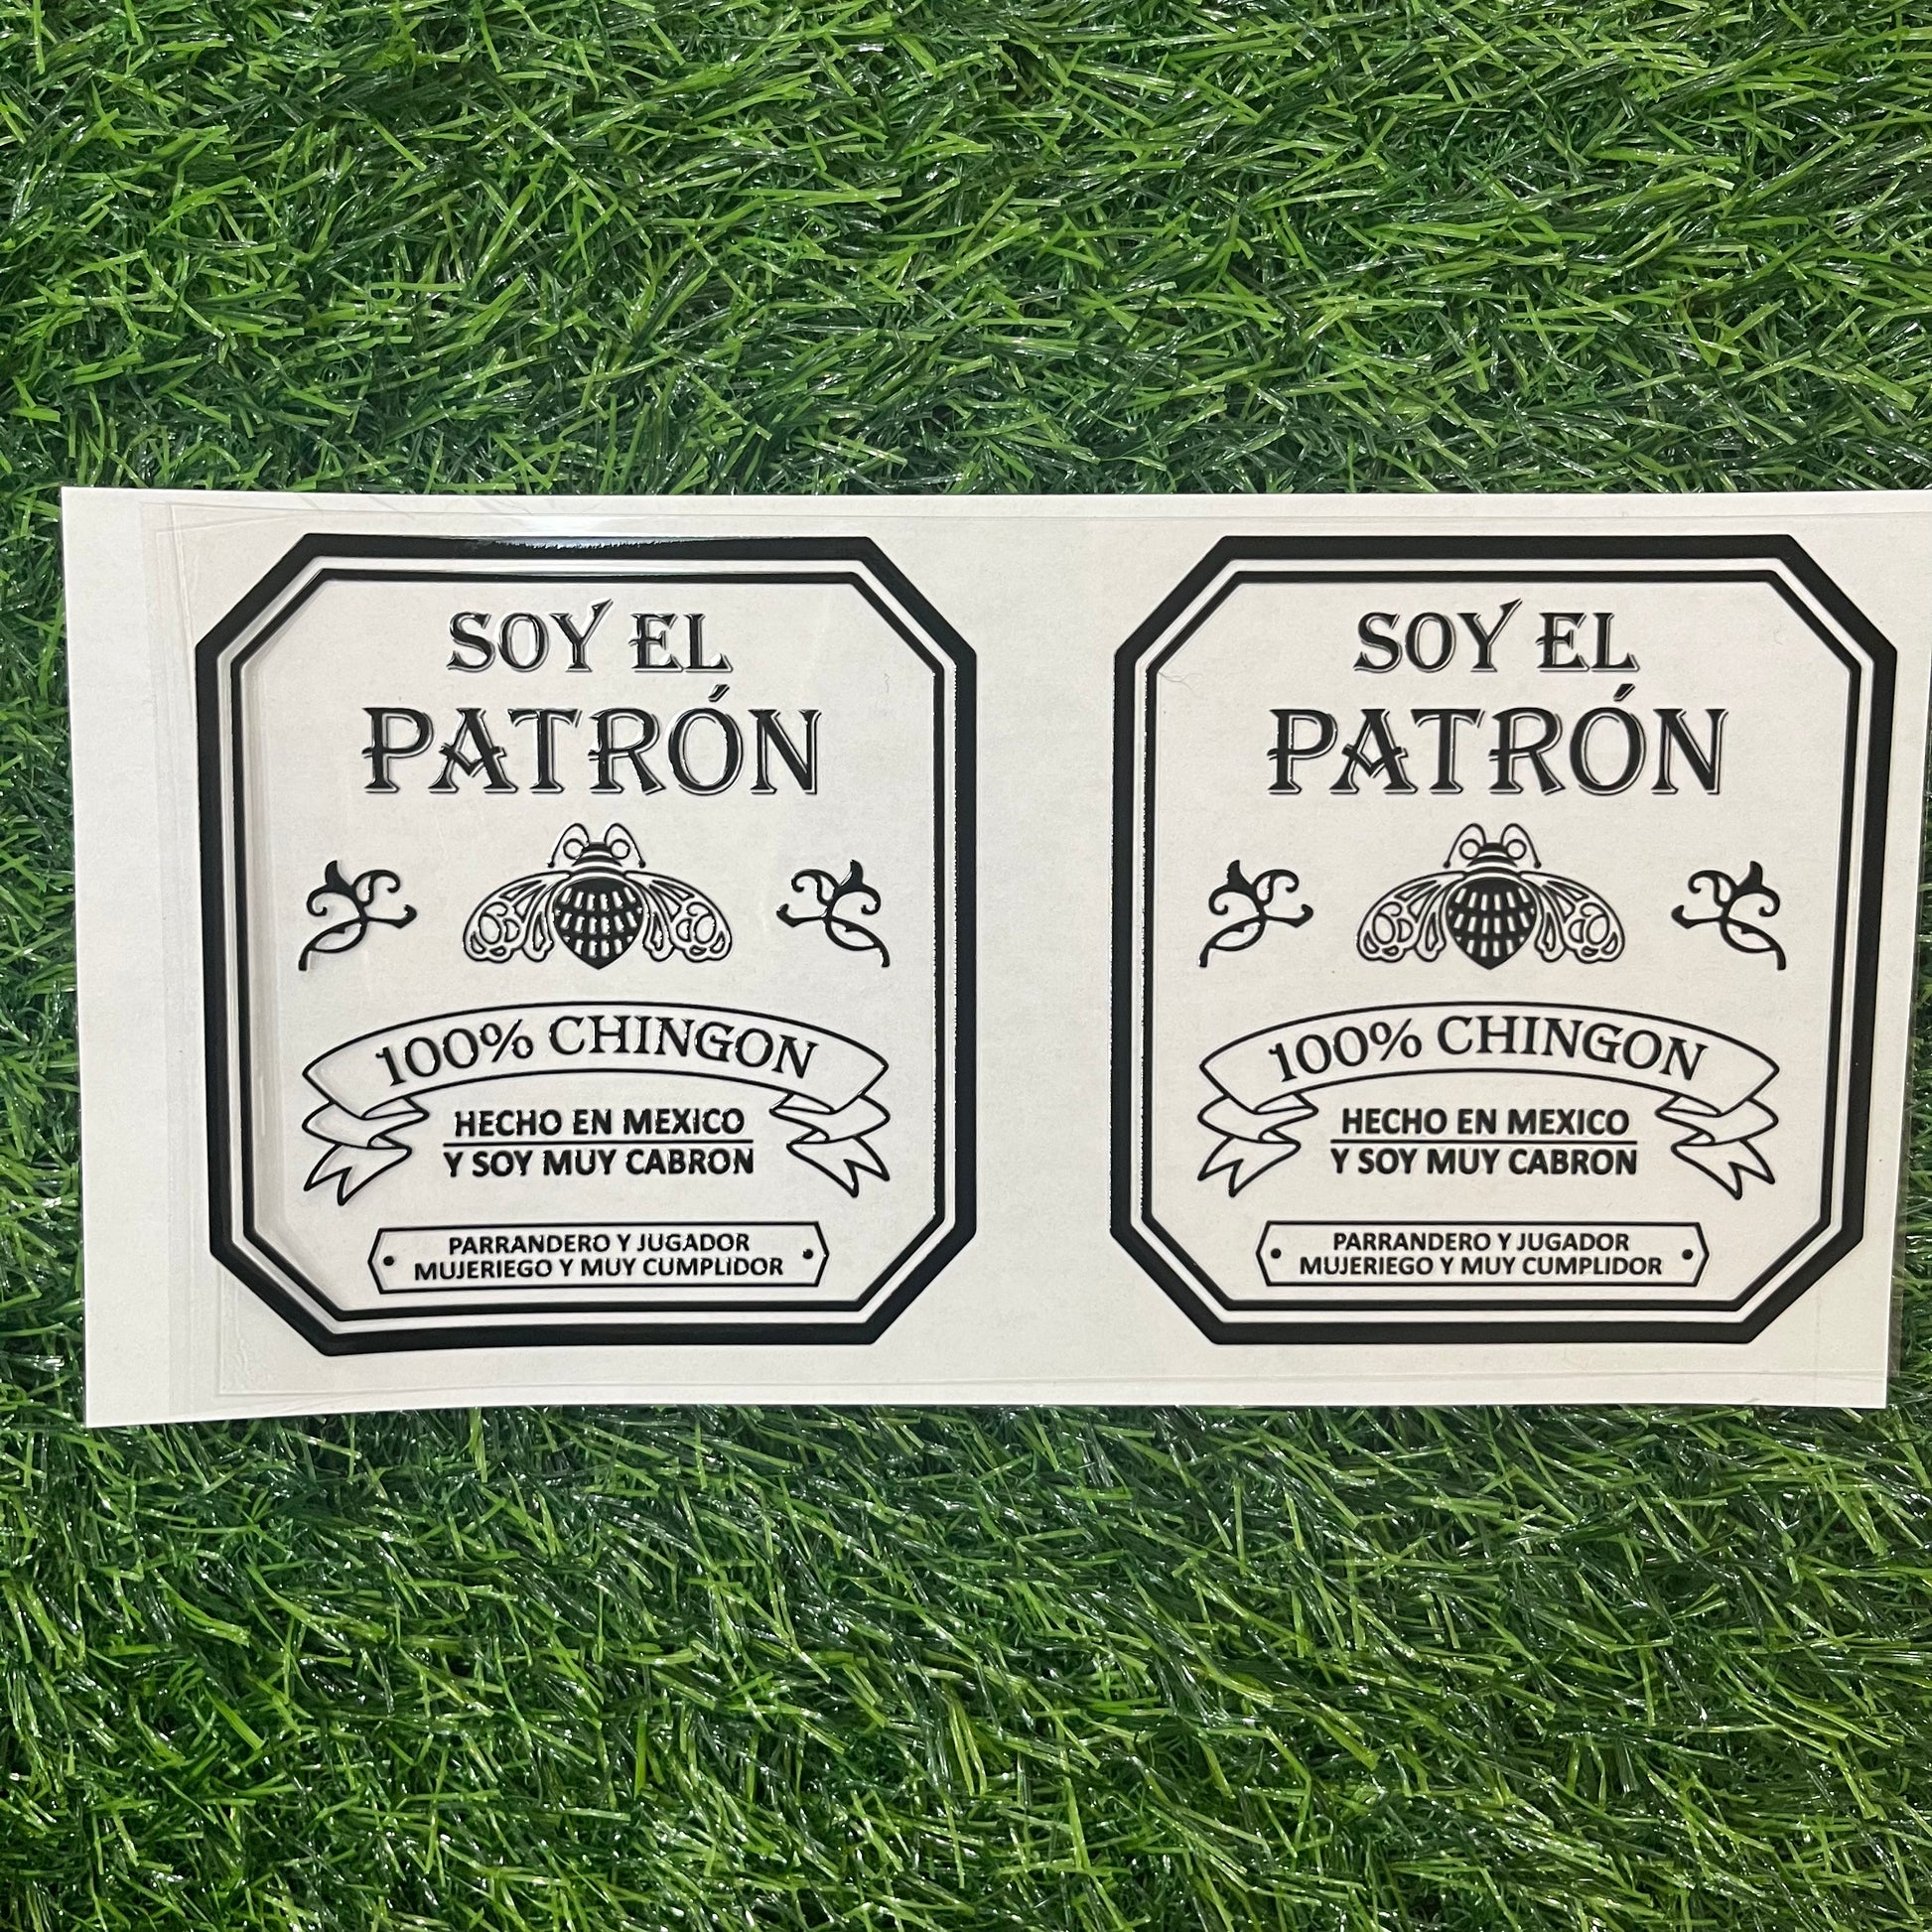 SOY EL
PATRÓN
100% CHINGON
HECHO EN MEXICO
Y SOY MUY CABRON
PARRANDERO Y JUGADOR
MUJERIEGO Y MUY CUMPLIDOR
SOY EL
PATRÓN
100% CHINGON
HECHO EN MEXICO
Y SOY MUY CABRON
PARRANDERO Y JUGADOR
MUJERIEGO Y MUY CUMPLIDOR